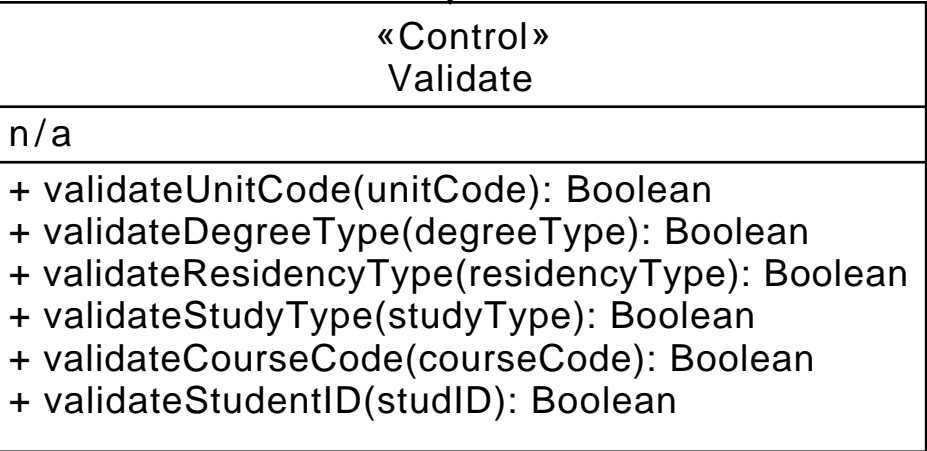 «Control»
Validate
n/a
+ validateUnitCode(unitCode): Boolean
+ validateDegreeType(degreeType): Boolean
+ validateResidencyType(residencyType): Boolean
+ validateStudyType(studyType): Boolean
+ validateCourseCode(courseCode): Boolean
+ validateStudentID(studID): Boolean